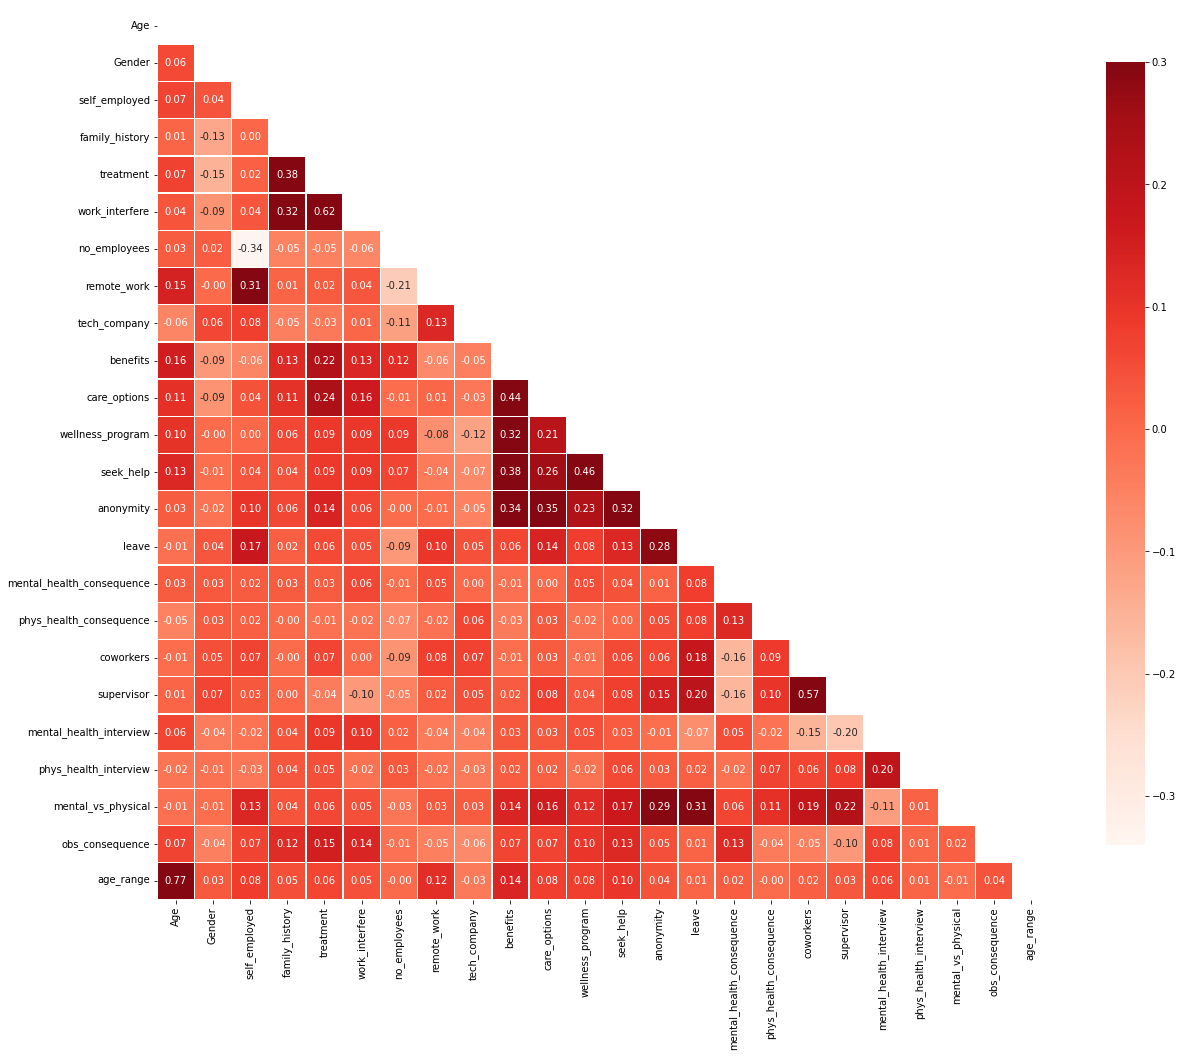 Age
Gender 0.06
self_employed 0.07 0.04
family_history 0.01 -0.13 0.00
treatment 0.07 -0.15 0.02 0.38
work_interfere 0.04 -0.09 0.04 0.32 0.62
no_employees 0.03 0.02 -0.34 -0.05 -0.05 -0.06
remote_work 0.15 -0.00 0.31 0.01 0.02 0.04 -0.21
tech_company -0.06 0.06 0.08 -0.05 -0.03 0.01 -0.11 0.13
benefits 0.16 -0.09 -0.06 0.13 0.22 0.13 0.12 -0.06 -0.05
care_options 0.11 -0.09 0.04 0.11 0.24 0.16 -0.01 0.01 -0.03 0.44
wellness_program 0.10 -0.00 0.00 0.06 0.09 0.09 0.09 -0.08 -0.12 0.32 0.21
seek_help 0.13 -0.01 0.04 0.04 0.09 0.09 0.07 -0.04 -0.07 0.38 0.26 0.46
anonymity 0.03 -0.02 0.10 0.06 0.14 0.06 -0.00 -0.01 -0.05 0.34 0.35 0.23 0.32
leave -0.01 0.04 0.17 0.02 0.06 0.05 -0.09 0.10 0.05 0.06 0.14 0.08 0.13 0.28
mental_health_consequence 0.03 0.03 0.02 0.03 0.03 0.06 -0.01 0.05 0.00 -0.01 0.00 0.05 0.04 0.01 0.08
phys_health_consequence -0.05 0.03 0.02 -0.00 -0.01 -0.02 -0.07 -0.02 0.06 -0.03 0.03 -0.02 0.00 0.05 0.08 0.13
coworkers -0.01 0.05 0.07 -0.00 0.07 0.00 -0.09 0.08 0.07 -0.01 0.03 -0.01 0.06 0.06 0.18 -0.16 0.09
supervisor 0.01 0.07 0.03 0.00 -0.04 -0.10 -0.05 0.02 0.05 0.02 0.08 0.04 0.08 0.15 0.20 -0.16 0.10 0.57
mental_health_interview 0.06 -0.04 -0.02 0.04 0.09 0.10 0.02 -0.04 -0.04 0.03 0.03 0.05 0.03 -0.01 -0.07 0.05 -0.02 -0.15 -0.20
phys_health_interview -0.02 -0.01 -0.03 0.04 0.05 -0.02 0.03 -0.02 -0.02 0.02 0.02 -0.02 0.06 0.03 0.02 -0.02 0.07 0.06 0.08 0.20
mental_vs_physical -0.01 -0.01 0.13 0.04 0.06 0.05 -0.03 0.03 0.03 0.14 0.16 0.12 0.17 0.29 0.31 0.06 0.11 0.19 0.22 -0.11 0.01
obs_consequence 0.07 -0.04 0.07 0.12 0.15 0.14 -0.01 -0.05 -0.06 0.07 0.07 0.10 0.13 0.05 0.01 0.13 -0.04 -0.05 -0.10 0.08 0.01 0.02
age_range 0.77 0.03 0.08 0.05 0.06 0.05 -0.00 0.12 -0.03 0.14 0.08 0.08 0.10 0.04 0.01 0.02 -0.00 0.02 0.03 0.06 0.01 -0.01 0.04
Age
Gender
self_employed
family_history
treatment
work_interfere
no_employees
remote_work
tech_company
benefits
care_options
wellness_program
seek_help
anonymity
leave
mental_health_consequence
phys_health_consequence
coworkers
supervisor
mental_health_interview
phys_health_interview
mental_vs_physical
obs_consequence
age_range
0.3
0.2
0.1
0.0
−0.1
−0.2
−0.3